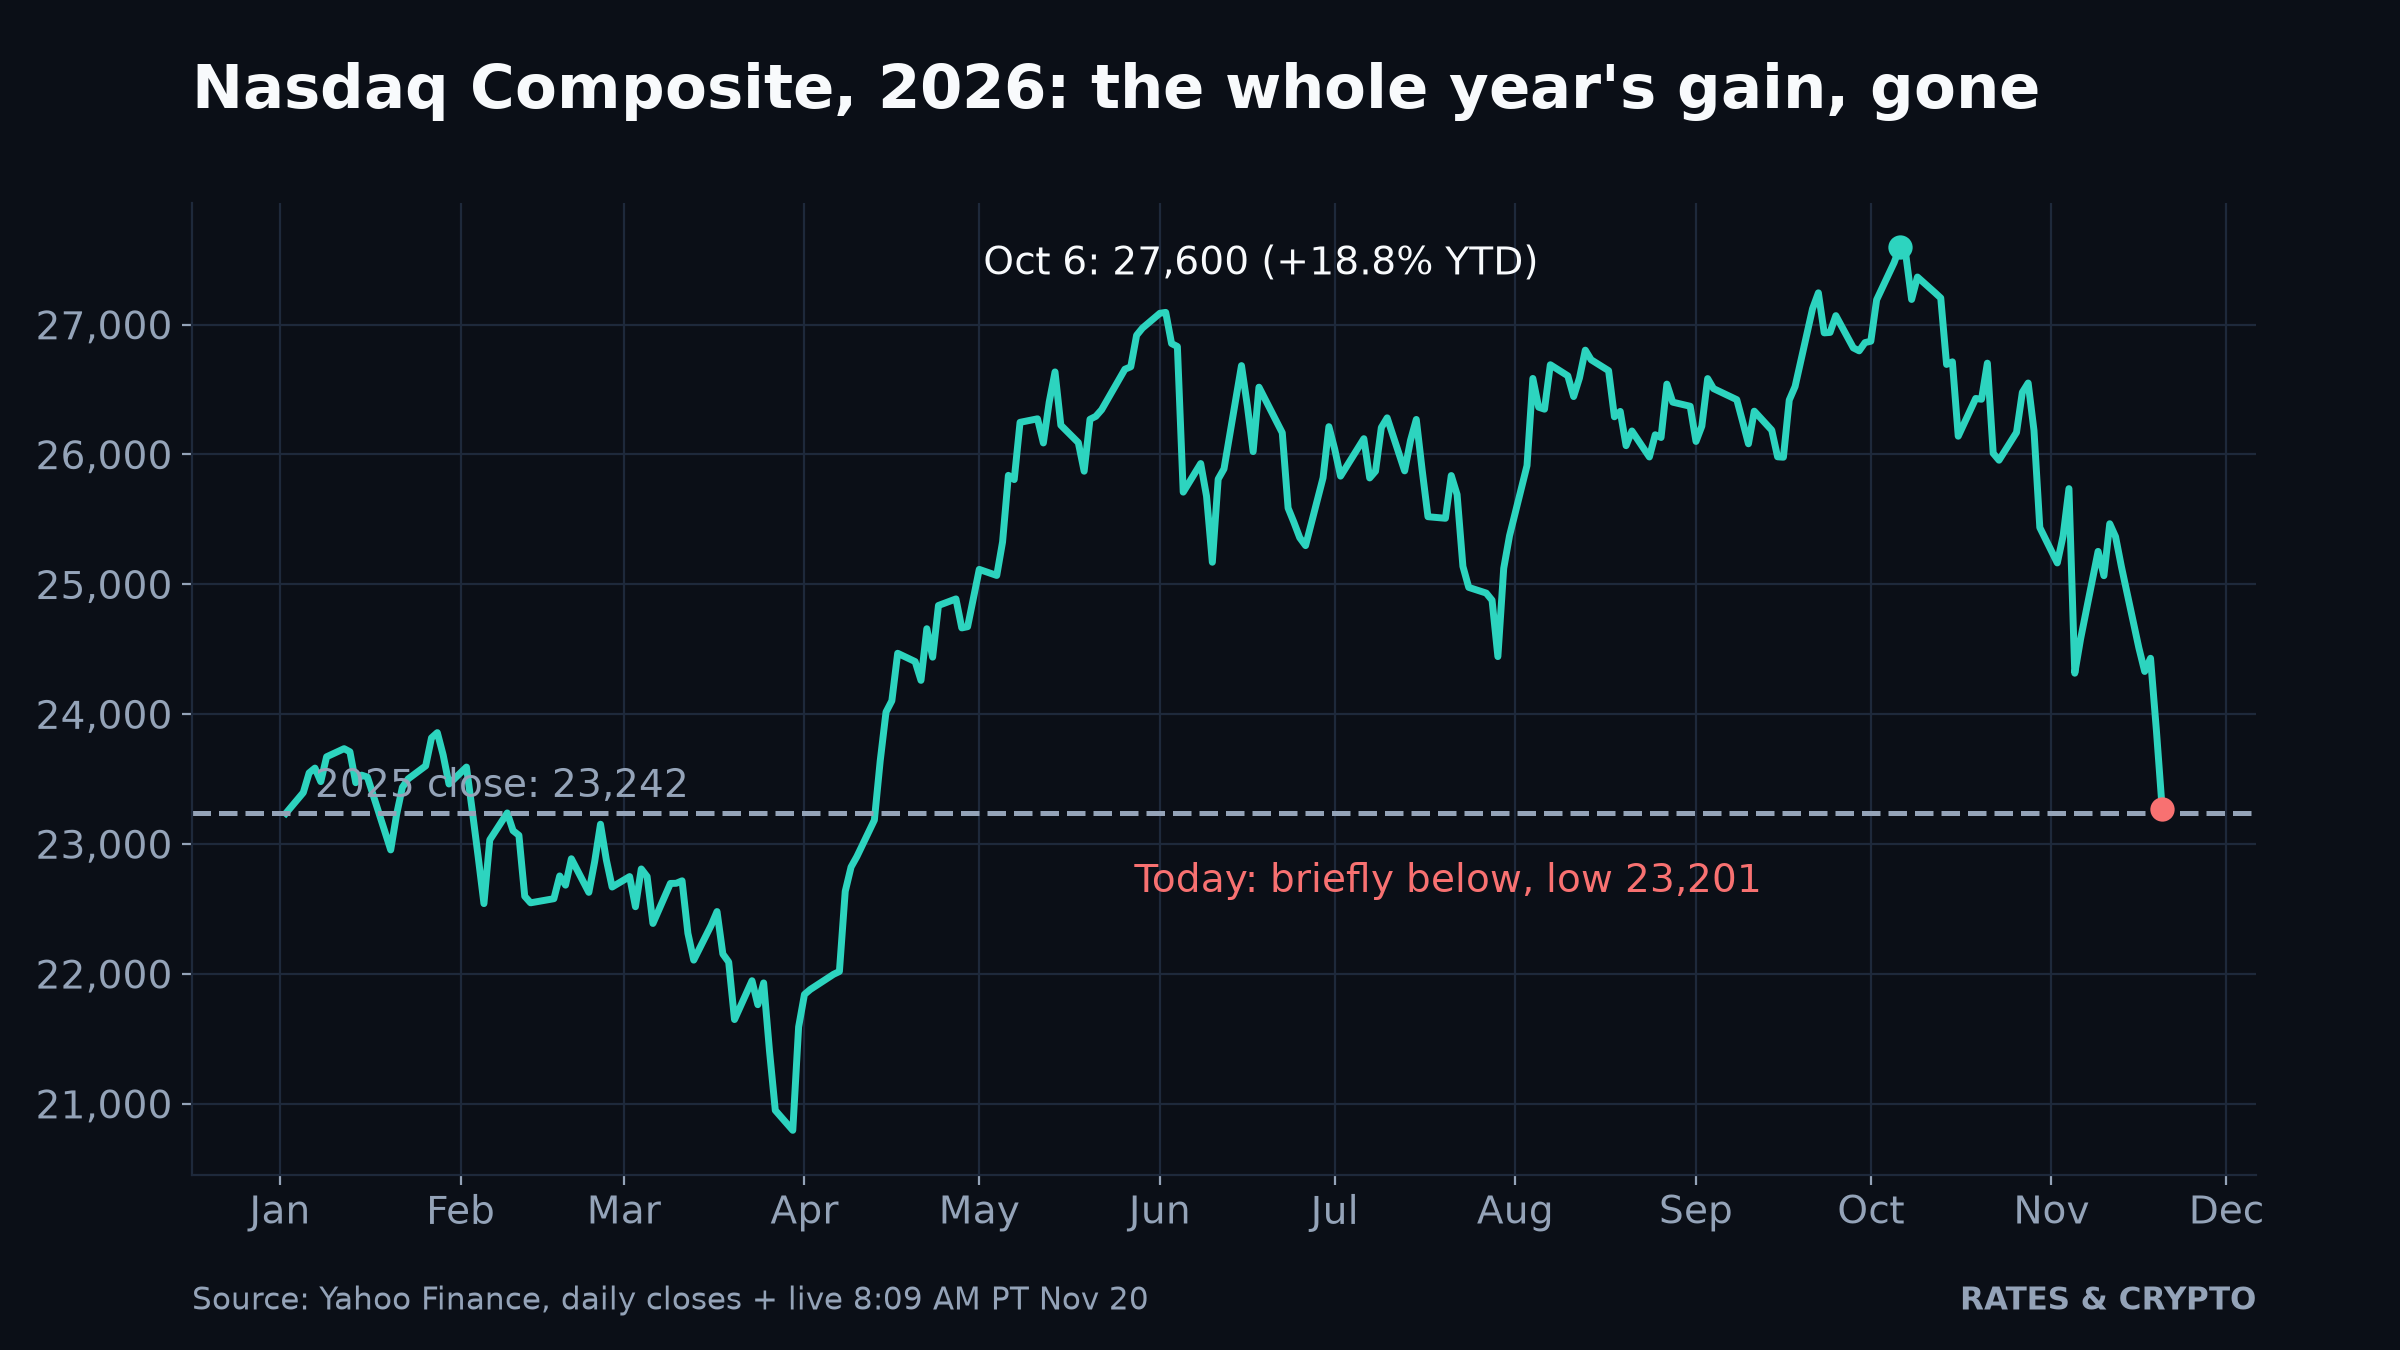 Nasdaq Composite, 2026: the whole year's gain, gone
Oct 6: 27,600 (+18.8% YTD)
27,000
26,000
25,000
24,000
2025 close: 23,242
23,000
Today: briefly below, low 23,201
22,000
21,000
Jan Feb Mar Apr May Jun Jul Aug Sep Oct Nov Dec
Source: Yahoo Finance, daily closes + live 8:09 AM PT Nov 20
RATES & CRYPTO